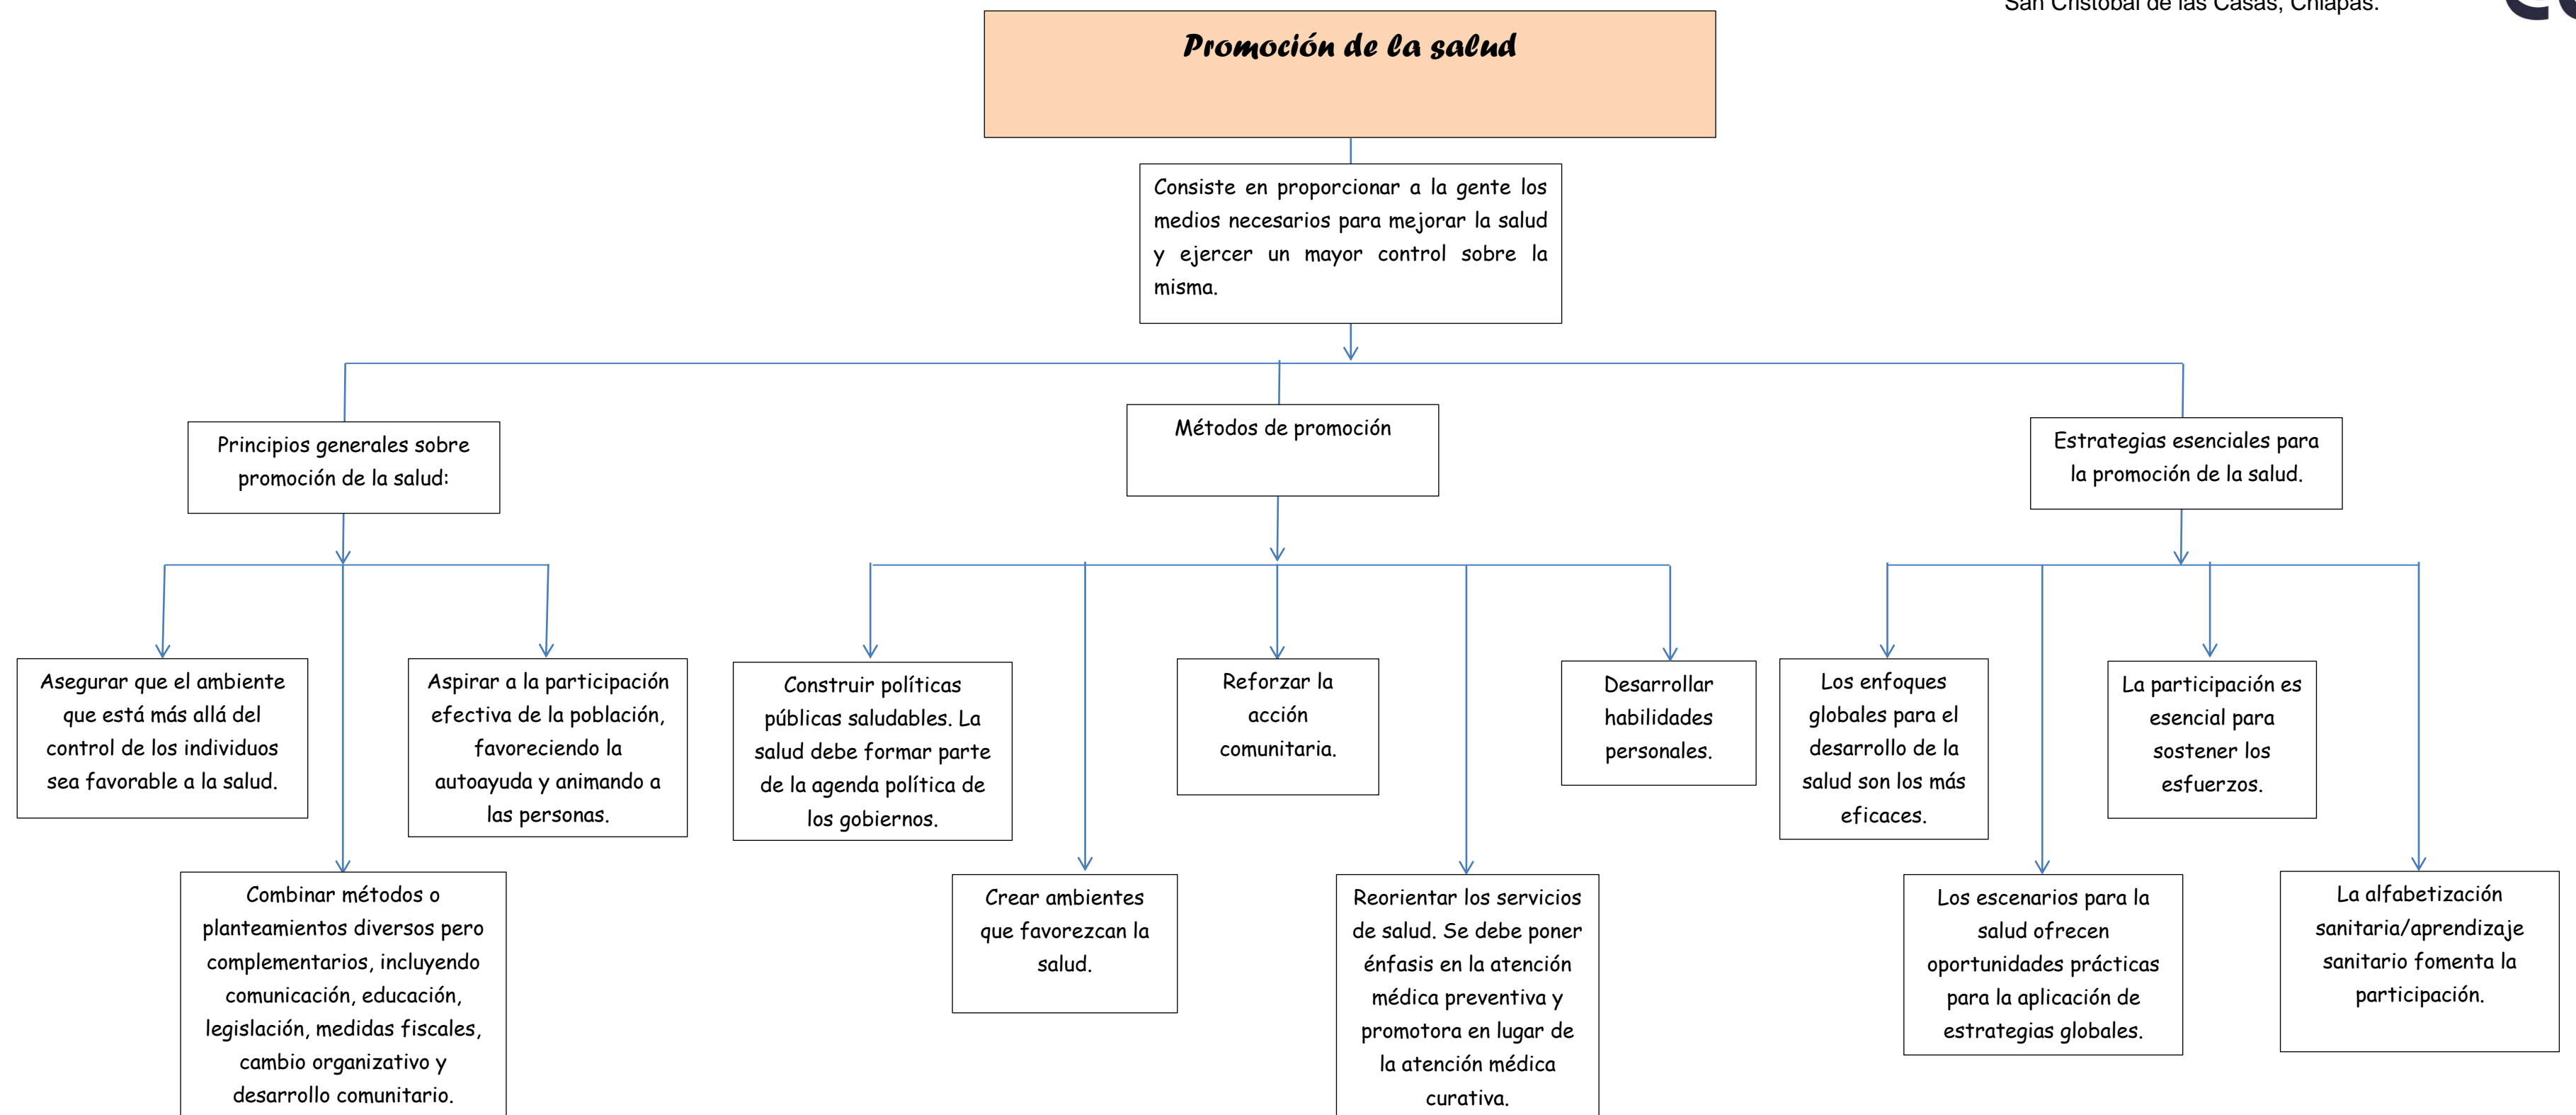 San Cristóbal de las Casas, Chiapas.
Promoción de la salud
Consiste en proporcionar a la gente los
medios necesarios para mejorar la salud
y ejercer un mayor control sobre la
misma.
Principios generales sobre
promoción de la salud:
Métodos de promoción
Estrategias esenciales para
la promoción de la salud.
Asegurar que el ambiente
que está más allá del
control de los individuos
sea favorable a la salud.
Aspirar a la participación
efectiva de la población,
favoreciendo la
autoayuda y animando a
las personas.
Construir políticas
públicas saludables. La
salud debe formar parte
de la agenda política de
los gobiernos.
Reforzar la
acción
comunitaria.
Desarrollar
habilidades
personales.
Los enfoques
globales para el
desarrollo de la
salud son los más
eficaces.
La participación es
esencial para
sostener los
esfuerzos.
Combinar métodos o
planteamientos diversos pero
complementarios, incluyendo
comunicación, educación,
legislación, medidas fiscales,
cambio organizativo y
desarrollo comunitario.
Crear ambientes
que favorezcan la
salud.
Reorientar los servicios
de salud. Se debe poner
énfasis en la atención
médica preventiva y
promotora en lugar de
la atención médica
curativa.
Los escenarios para la
salud ofrecen
oportunidades prácticas
para la aplicación de
estrategias globales.
La alfabetización
sanitaria/aprendizaje
sanitario fomenta la
participación.